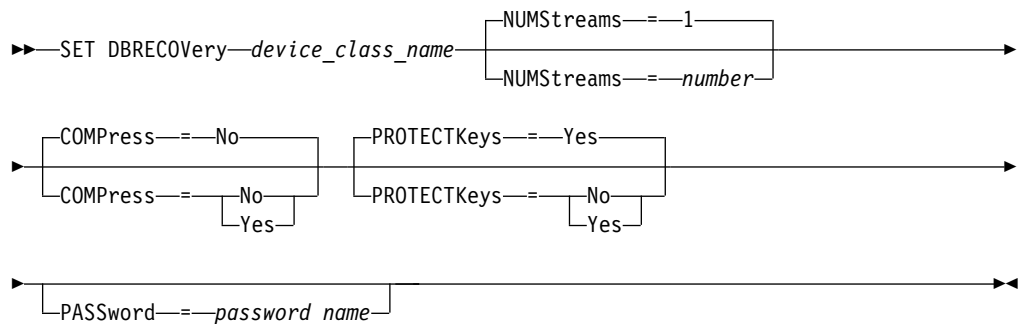 NUMStreams = 1
SET DBRECOVery device_class_name
NUMStreams = number
COMPress = No
PROTECTKeys = Yes
COMPress = No
Yes
PROTECTKeys = No
Yes
PASSword = password name